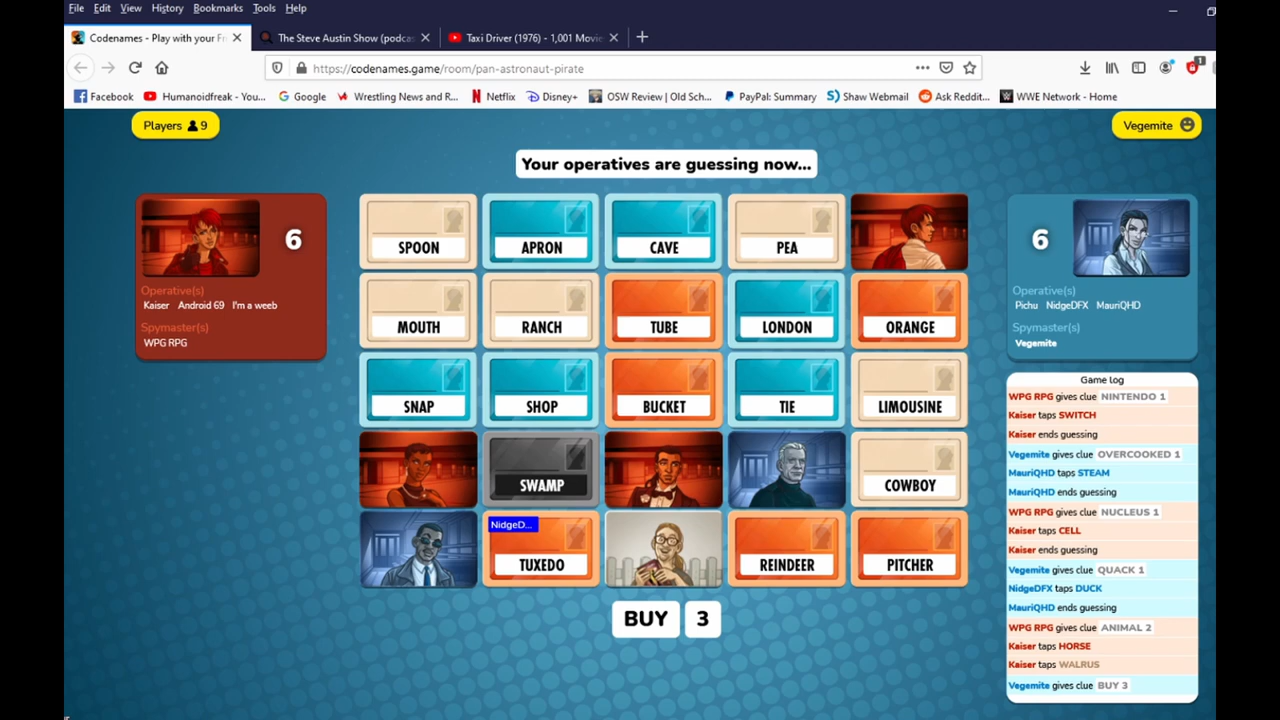 File Edit View History Bookmarks Tools Help
Codenames - Play with your Fr
The Steve Austin Show (podca
Taxi Driver (1976) - 1,001 Movie
https://codenames.game/room/pan-astronaut-pirate
Facebook
Humanoidfreak - You...
Google
Wrestling News and R...
Netflix
Disney+
OSW Review | Old Sch...
PayPal: Summary
Shaw Webmail
Ask Reddit...
WWE Network - Home
1
Players 9
Vegemite
Your operatives are guessing now...
6
Operative(s)
Kaiser Android 69 I'm a weeb
Spymaster(s)
WPG RPG
SPOON APRON CAVE PEA
MOUTH RANCH TUBE LONDON ORANGE
SNAP SHOP BUCKET TIE LIMOUSINE
SWAMP COWBOY
NidgeD...
TUXEDO REINDEER PITCHER
BUY 3
6
Operative(s)
Pichu NidgeDFX MauriQHD
Spymaster(s)
Vegemite
Game log
WPG RPG gives clue NINTENDO 1
Kaiser taps SWITCH
Kaiser ends guessing
Vegemite gives clue OVERCOOKED 1
MauriQHD taps STEAM
MauriQHD ends guessing
WPG RPG gives clue NUCLEUS 1
Kaiser taps CELL
Kaiser ends guessing
Vegemite gives clue QUACK 1
NidgeDFX taps DUCK
MauriQHD ends guessing
WPG RPG gives clue ANIMAL 2
Kaiser taps HORSE
Kaiser taps WALRUS
Vegemite gives clue BUY 3